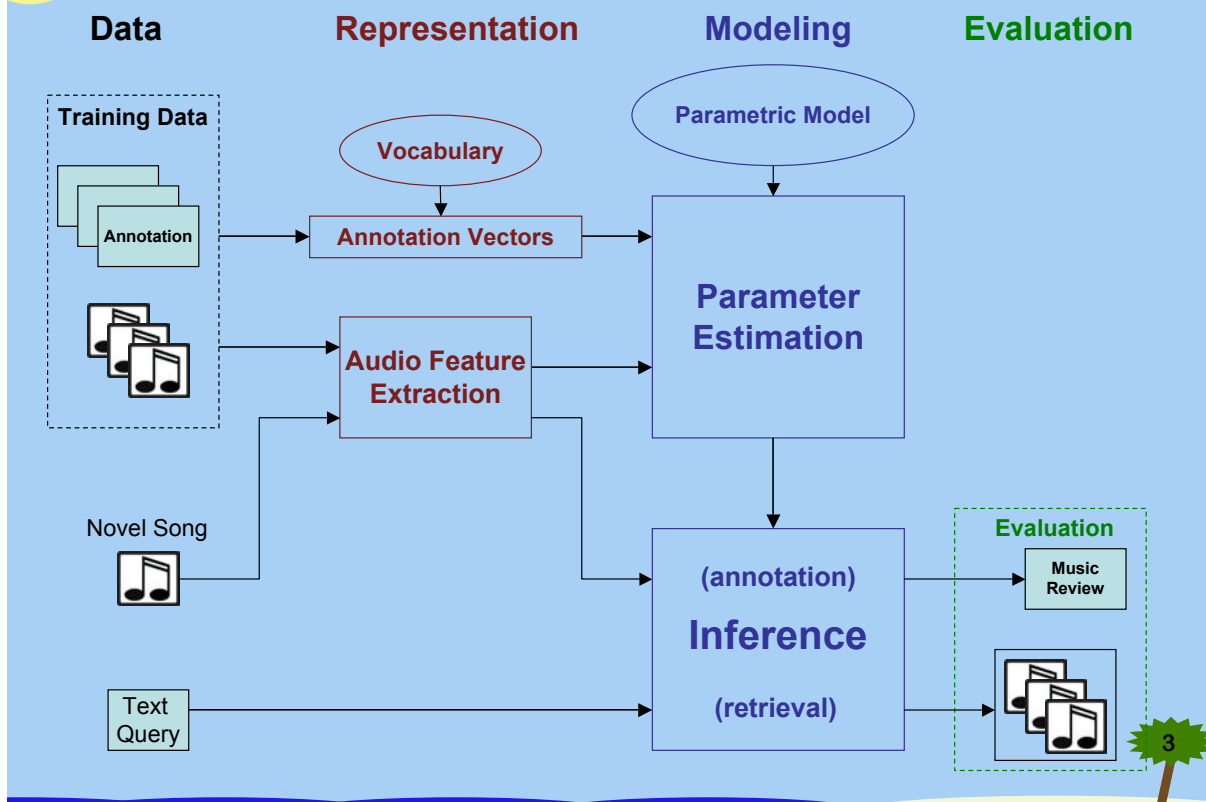 Data
Representation
Modeling
Evaluation
Training Data
Annotation
Vocabulary
Annotation Vectors
Audio Feature
Extraction
Parametric Model
Parameter
Estimation
Novel Song
Text
Query
(annotation)
Inference
(retrieval)
Evaluation
Music
Review
3